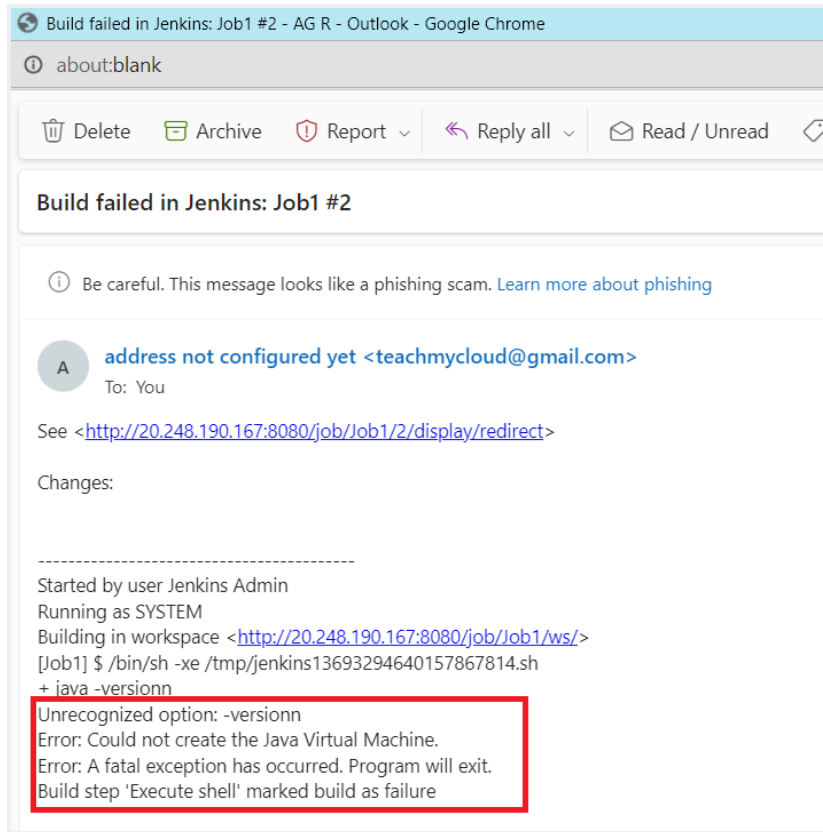 Build failed in Jenkins: Job1 #2 - AG R - Outlook - Google Chrome
about:blank
Delete Archive Report Reply all Read / Unread
Build failed in Jenkins: Job1 #2
Be careful. This message looks like a phishing scam. Learn more about phishing
A
address not configured yet <teachmycloud@gmail.com>
To: You
See <http://20.248.190.167:8080/job/Job1/2/display/redirect>
Changes:
------------------------------------------
Started by user Jenkins Admin
Running as SYSTEM
Building in workspace <http://20.248.190.167:8080/job/Job1/ws/>
[Job1] $ /bin/sh -xe /tmp/jenkins13693294640157867814.sh
+ java -versionn
Unrecognized option: -versionn
Error: Could not create the Java Virtual Machine.
Error: A fatal exception has occurred. Program will exit.
Build step 'Execute shell' marked build as failure